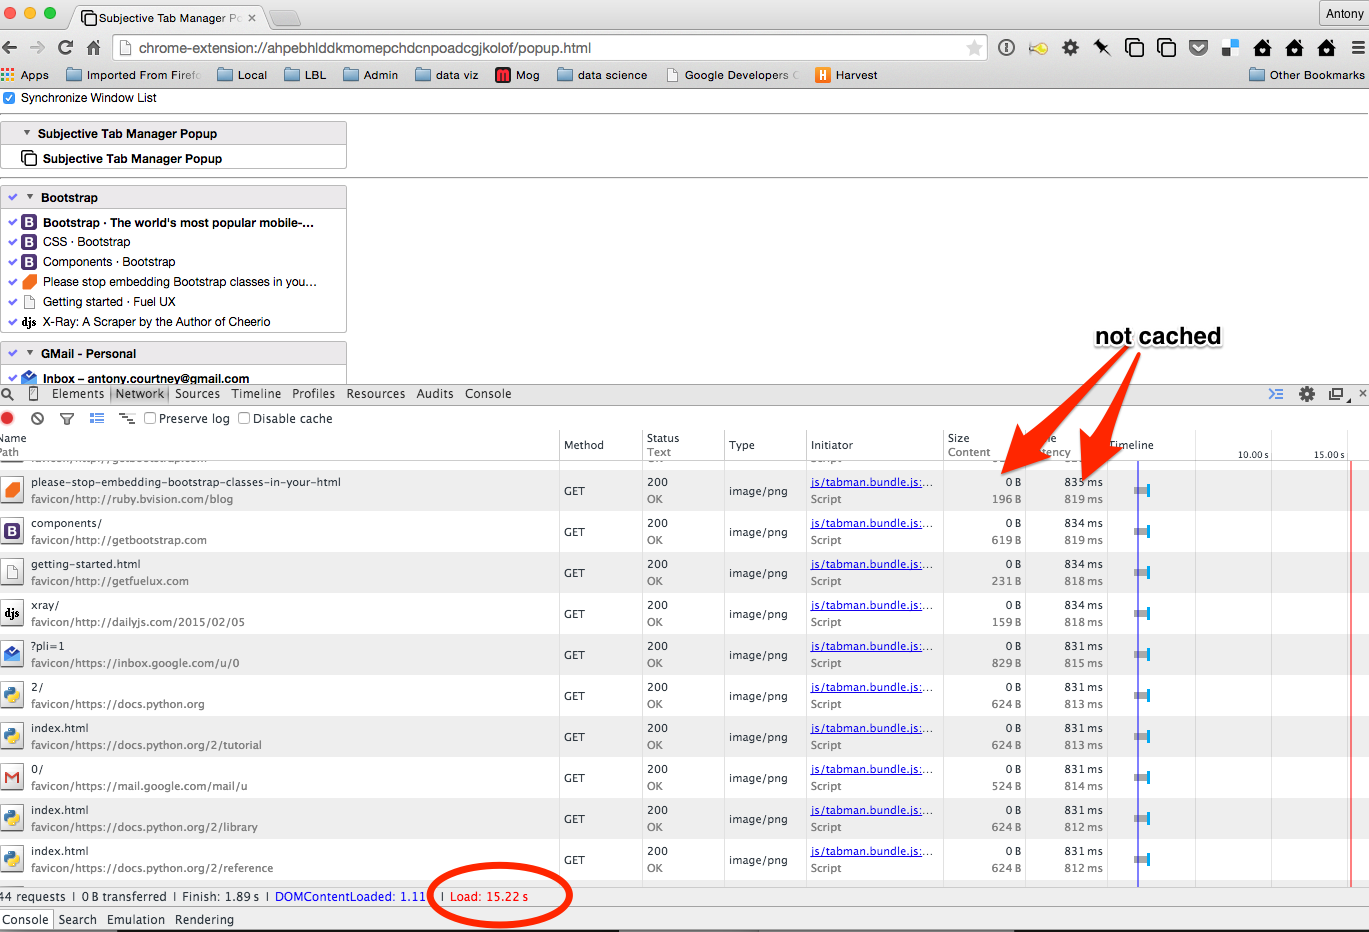 Subjective Tab Manager Po
Antony
chrome-extension://ahpebhlddkmomepchdcnpoadcgjkolof/popup.html
Apps Imported From Firefo Local LBL Admin data viz Mog data science Google Developers C Harvest Other Bookmarks
Synchronize Window List
Subjective Tab Manager Popup
Subjective Tab Manager Popup
Bootstrap
B Bootstrap · The world's most popular mobile-...
B CSS · Bootstrap
B Components · Bootstrap
Please stop embedding Bootstrap classes in you...
Getting started · Fuel UX
djs X-Ray: A Scraper by the Author of Cheerio
not cached
GMail - Personal
Inbox – antony.courtney@gmail.com
Elements Network Sources Timeline Profiles Resources Audits Console
Preserve log Disable cache
Name Method Status Type Initiator Size Timeline
Path Text Content tency 10.00 s 15.00 s
please-stop-embedding-bootstrap-classes-in-your-html 200 js/tabman.bundle.js:... 0 B 835 ms
favicon/http://ruby.bvision.com/blog GET OK image/png Script 196 B 819 ms
components/ 200 js/tabman.bundle.js:... 0 B 834 ms
B favicon/http://getbootstrap.com GET OK image/png Script 619 B 819 ms
getting-started.html 200 js/tabman.bundle.js:... 0 B 834 ms
favicon/http://getfuelux.com GET OK image/png Script 231 B 818 ms
xray/ 200 js/tabman.bundle.js:... 0 B 834 ms
djs favicon/http://dailyjs.com/2015/02/05 GET OK image/png Script 159 B 818 ms
?pli=1 200 js/tabman.bundle.js:... 0 B 831 ms
favicon/https://inbox.google.com/u/0 GET OK image/png Script 829 B 815 ms
2/ 200 js/tabman.bundle.js:... 0 B 831 ms
favicon/https://docs.python.org GET OK image/png Script 624 B 813 ms
index.html 200 js/tabman.bundle.js:... 0 B 831 ms
favicon/https://docs.python.org/2/tutorial GET OK image/png Script 624 B 813 ms
0/ 200 js/tabman.bundle.js:... 0 B 831 ms
favicon/https://mail.google.com/mail/u GET OK image/png Script 524 B 814 ms
index.html 200 js/tabman.bundle.js:... 0 B 831 ms
favicon/https://docs.python.org/2/library GET OK image/png Script 624 B 812 ms
index.html 200 js/tabman.bundle.js:... 0 B 831 ms
favicon/https://docs.python.org/2/reference GET OK image/png Script 624 B 812 ms
44 requests | 0 B transferred | Finish: 1.89 s | DOMContentLoaded: 1.11 | Load: 15.22 s
Console Search Emulation Rendering